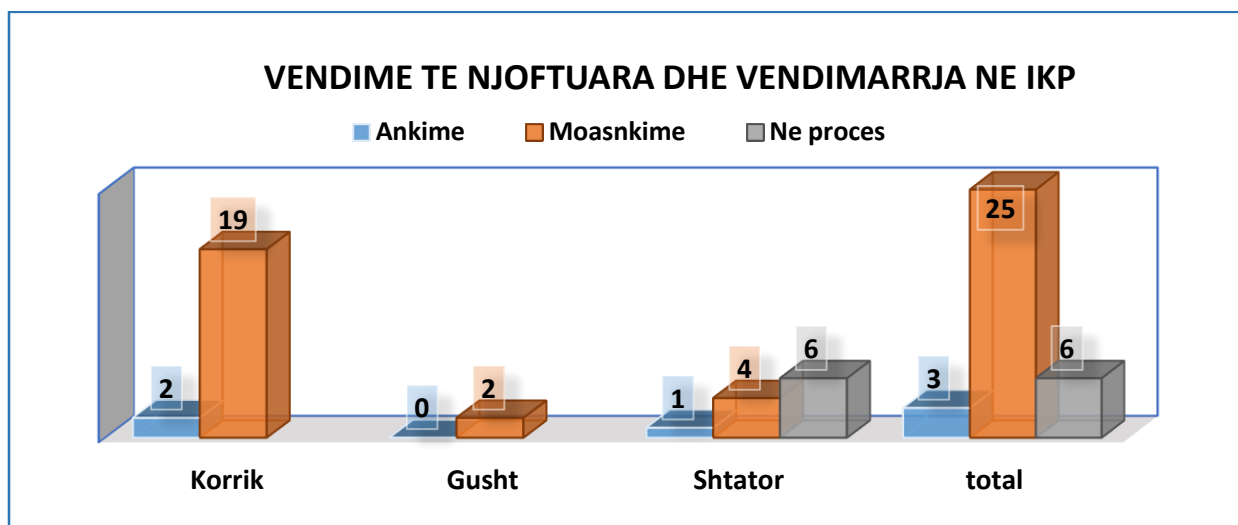 VENDIME TE NJOFTUARA DHE VENDIMARRJA NE IKP
Ankime Moasnkime Ne proces
2 19 0 2 1 4 6 3 25 6
Korrik Gusht Shtator total